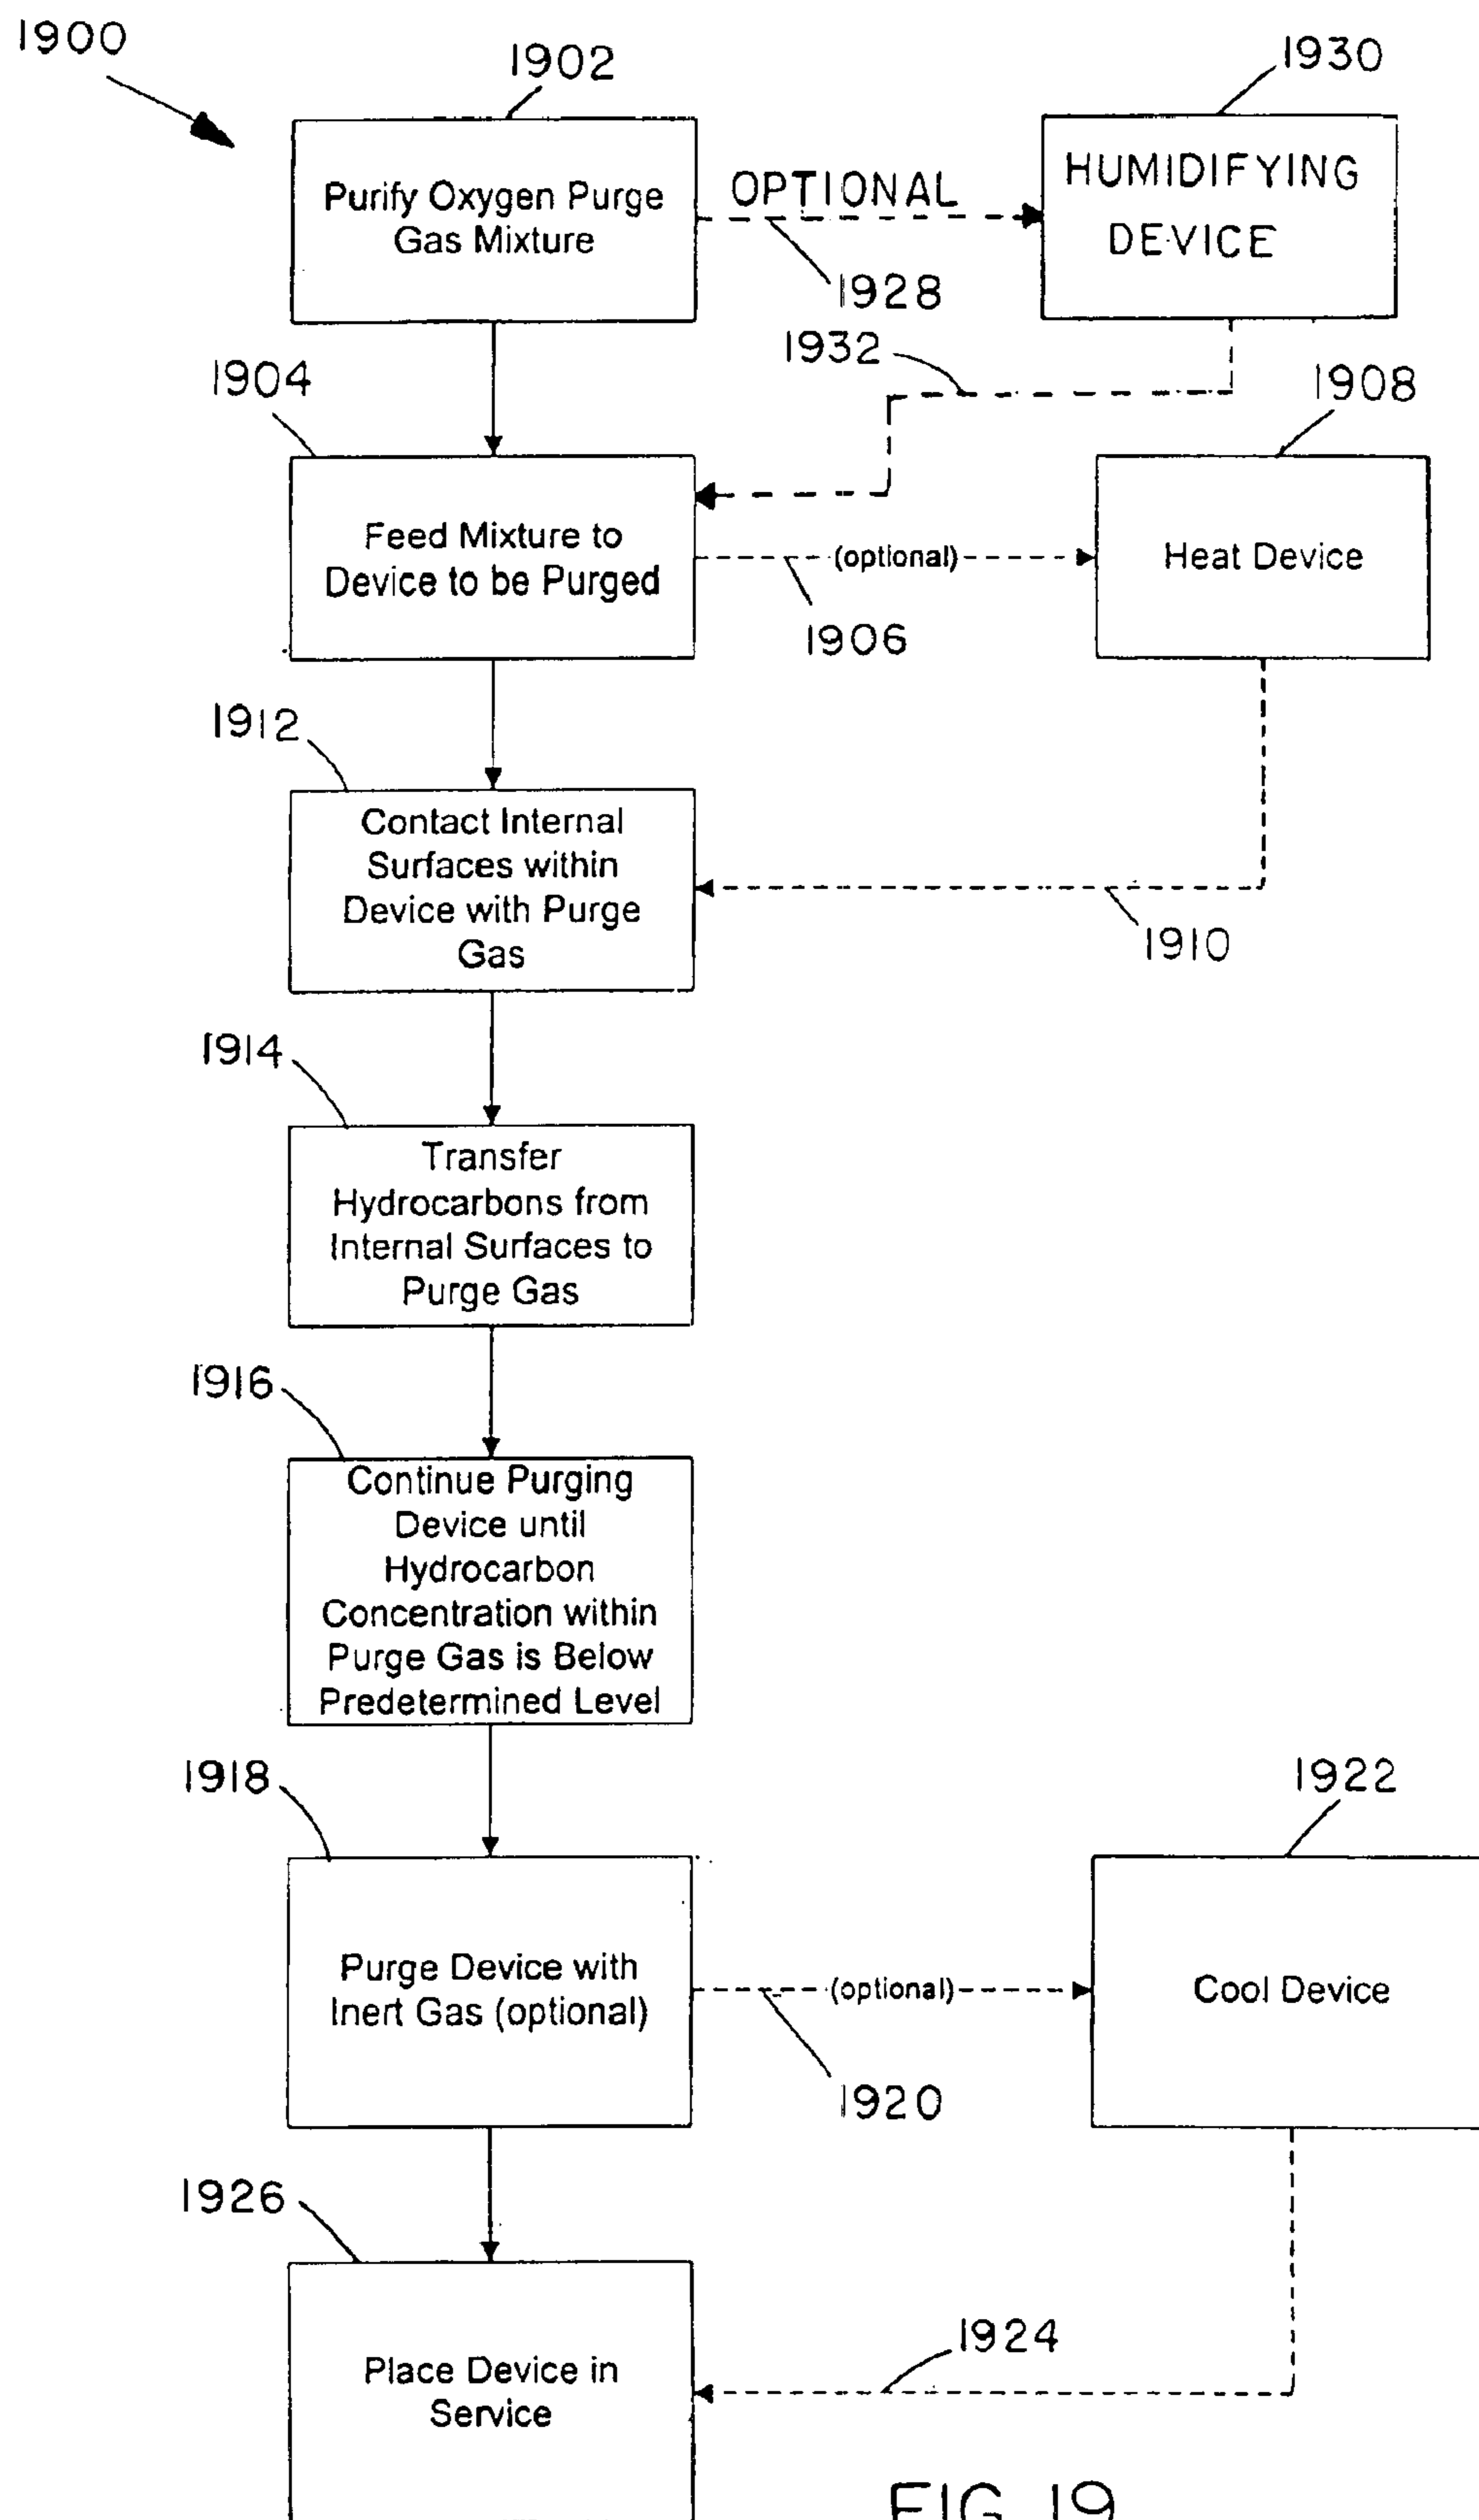 1900
1902
1930
Purify Oxygen Purge
Gas Mixture
OPTIONAL
HUMIDIFYING
DEVICE
1928
1932
1904
1908
Feed Mixture to
Device to be Purged
(optional)
Heat Device
1906
1912
Contact Internal
Surfaces within
Device with Purge
Gas
1910
1914
Transfer
Hydrocarbons from
Internal Surfaces to
Purge Gas
1916
Continue Purging
Device until
Hydrocarbon
Concentration within
Purge Gas is Below
Predetermined Level
1918
1922
Purge Device with
Inert Gas (optional)
(optional)
Cool Device
1920
1926
1924
Place Device in
Service
FIG. 19